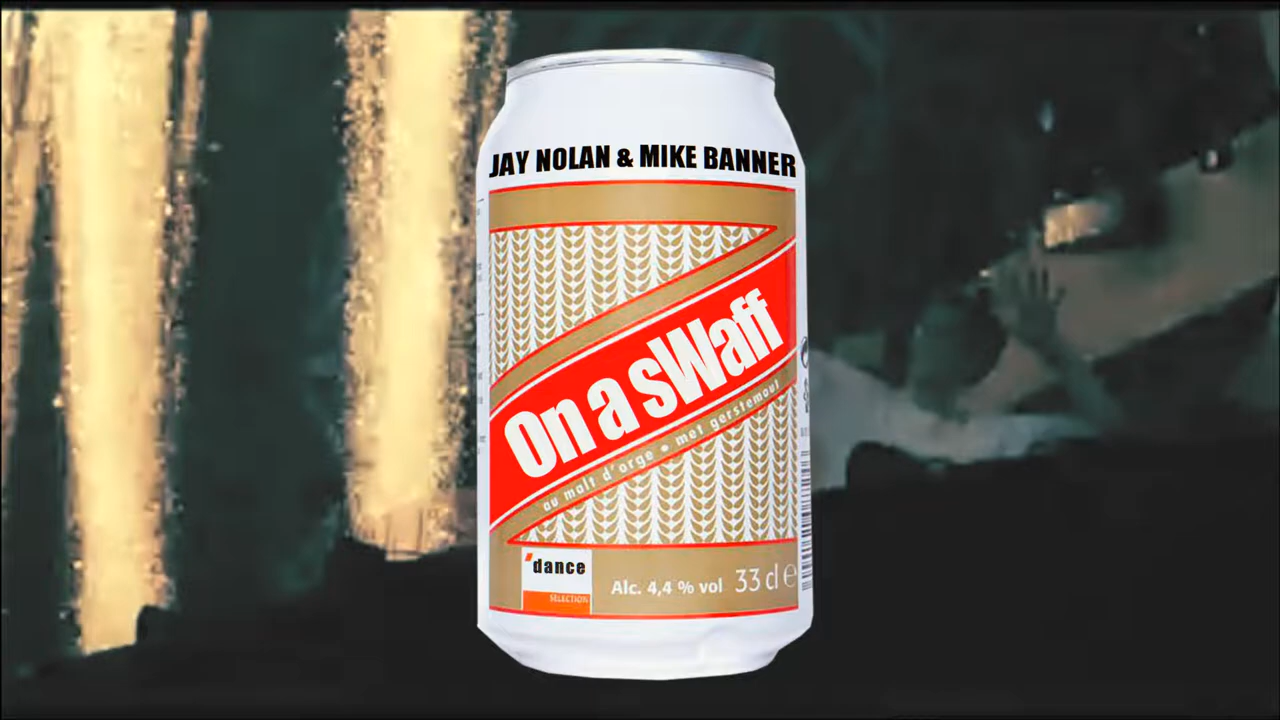 JAY NOLAN & MIKE BANNER
On a sWaff
au malt d'orge • met gerstemout
'dance
SELECTION
Alc. 4,4 % vol 33 cl ℮